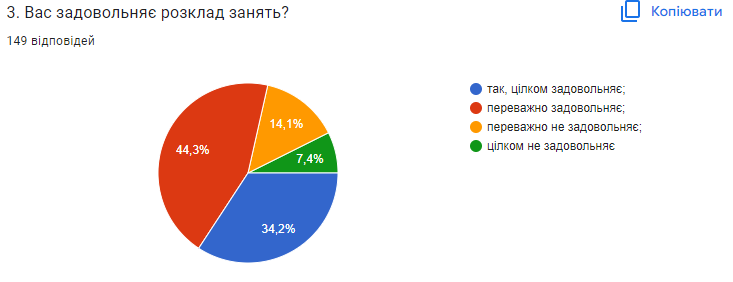 3. Вас задовольняє розклад занять?
Копіювати
149 відповідей
так, цілком задовольняє;
переважно задовольняє;
переважно не задовольняє;
цілком не задовольняє
14,1%
7,4%
44,3%
34,2%